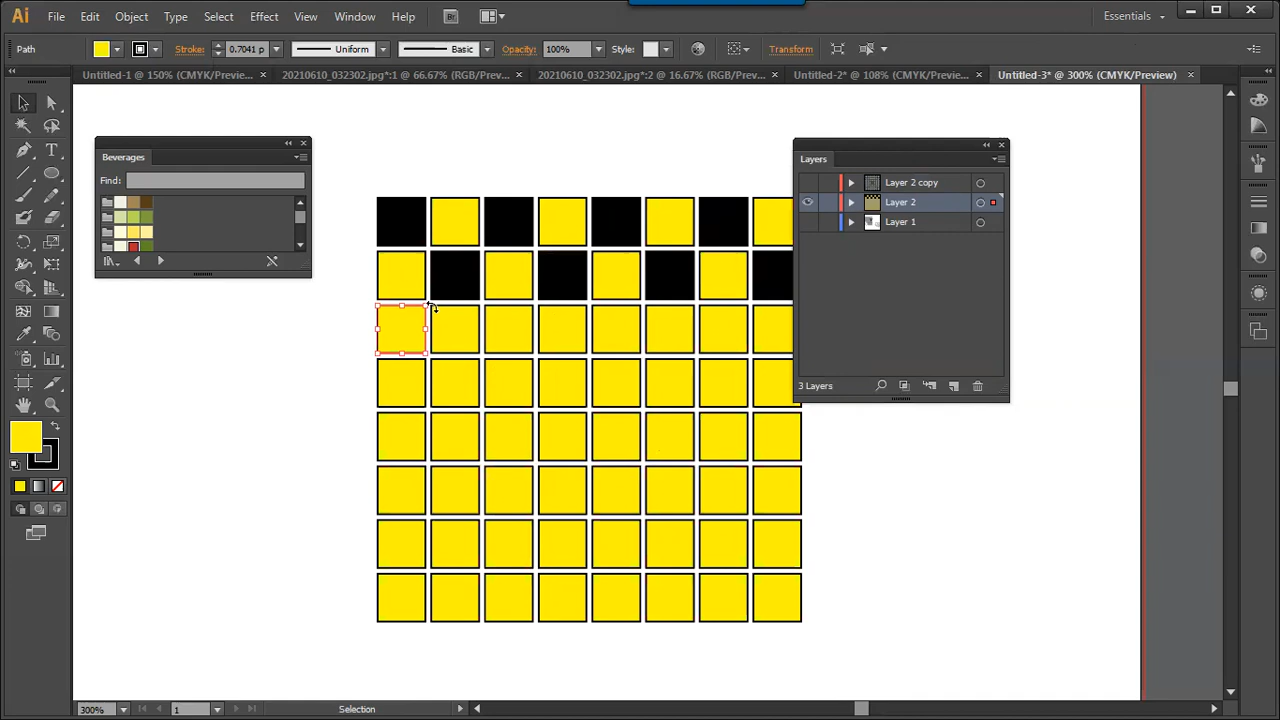 Ai File Edit Object Type Select Effect View Window Help Br Essentials
Path Stroke: 0.7041 p Uniform Basic Opacity: 100% Style: Transform
Untitled-1 @ 150% (CMYK/Preview... 20210610_032302.jpg*:1 @ 66.67% (RGB/Prev... 20210610_032302.jpg*:2 @ 16.67% (RGB/Prev... Untitled-2* @ 108% (CMYK/Previe... Untitled-3* @ 300% (CMYK/Preview)
Beverages
Find:
Layers
Layer 2 copy
Layer 2
Layer 1
3 Layers
300% 1 Selection